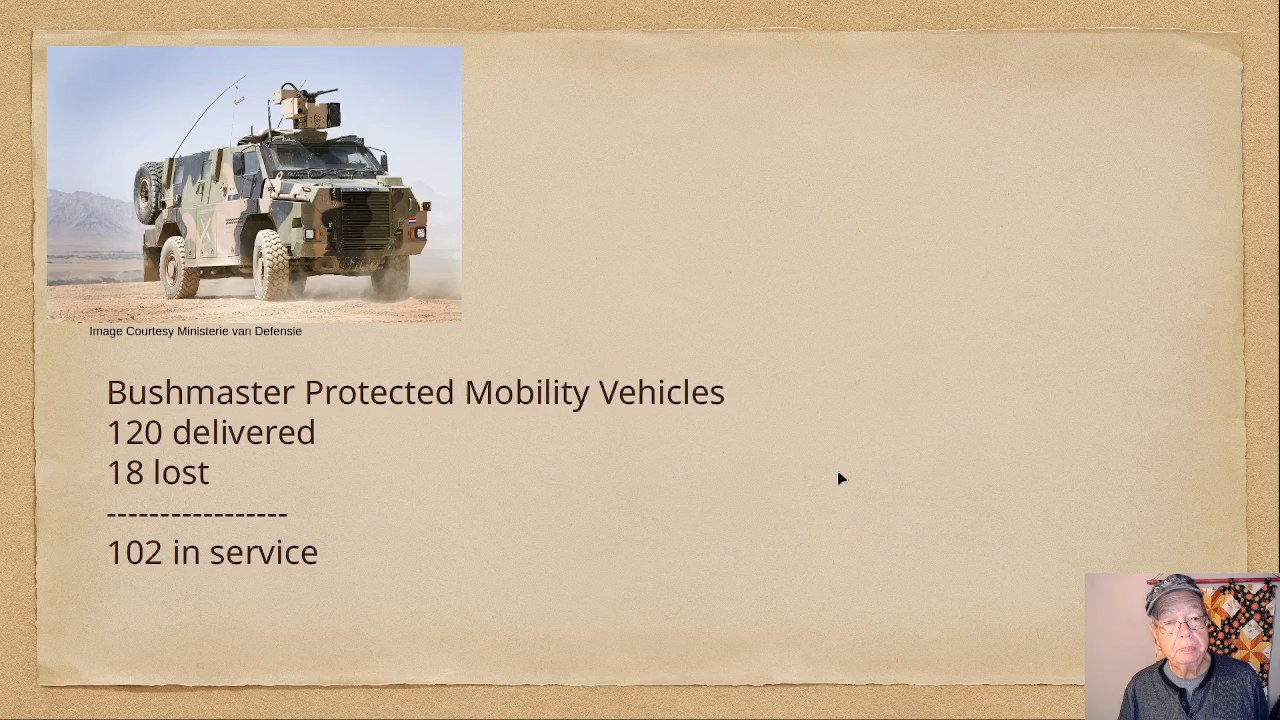 Image Courtesy Ministerie van Defensie
Bushmaster Protected Mobility Vehicles
120 delivered
18 lost
-----------------
102 in service